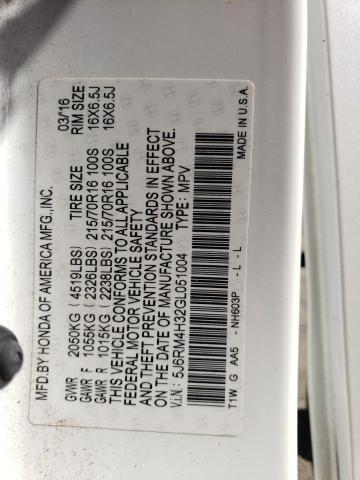 MFD.BY HONDA OF AMERICA MFG.,INC. 03/16
GVWR 2050KG (4519LBS) TIRE SIZE RIM SIZE
GAWR F 1055KG (2326LBS) 215/70R16 100S 16X6.5J
GAWR R 1015KG (2238LBS) 215/70R16 100S 16X6.5J
THIS VEHICLE CONFORMS TO ALL APPLICABLE
FEDERAL MOTOR VEHICLE SAFETY
AND THEFT PREVENTION STANDARDS IN EFFECT
ON THE DATE OF MANUFACTURE SHOWN ABOVE.
V.I.N.: 5J6RM4H32GL051004 TYPE: MPV
T1W G AA5 - NH603P - L - L MADE IN U.S.A.